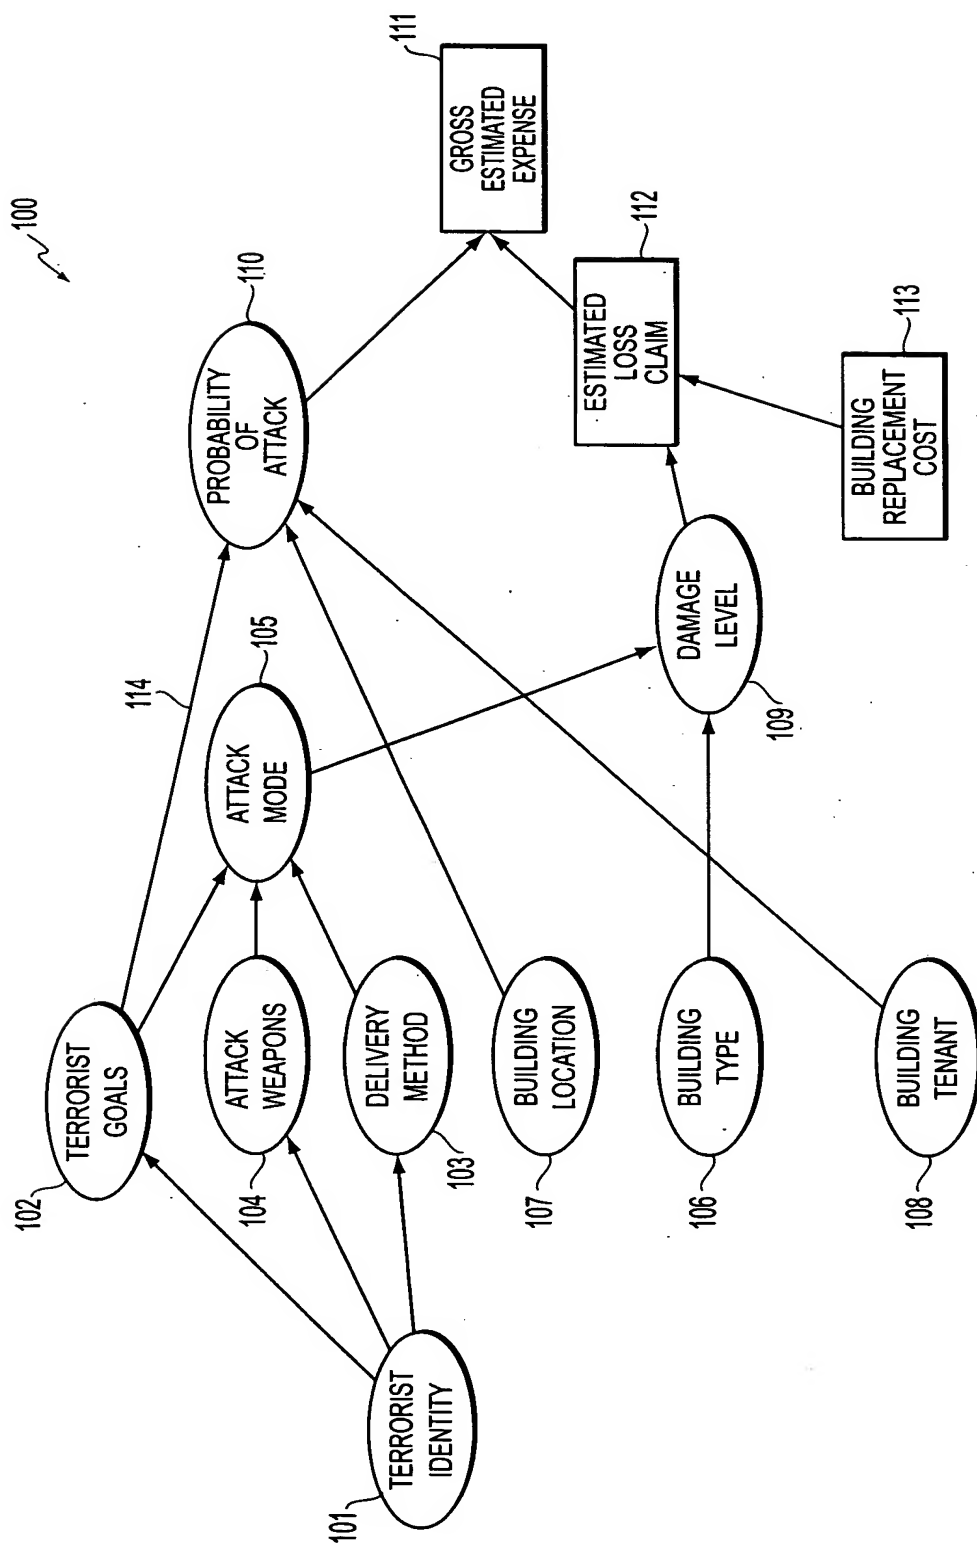 100
TERRORIST
GOALS
102
114
PROBABILITY
OF
ATTACK
110
ATTACK
WEAPONS
104
ATTACK
MODE
105
TERRORIST
IDENTITY
101
DELIVERY
METHOD
103
GROSS
ESTIMATED
EXPENSE
111
BUILDING
LOCATION
107
ESTIMATED
LOSS
CLAIM
112
BUILDING
TYPE
106
DAMAGE
LEVEL
109
BUILDING
REPLACEMENT
COST
113
BUILDING
TENANT
108